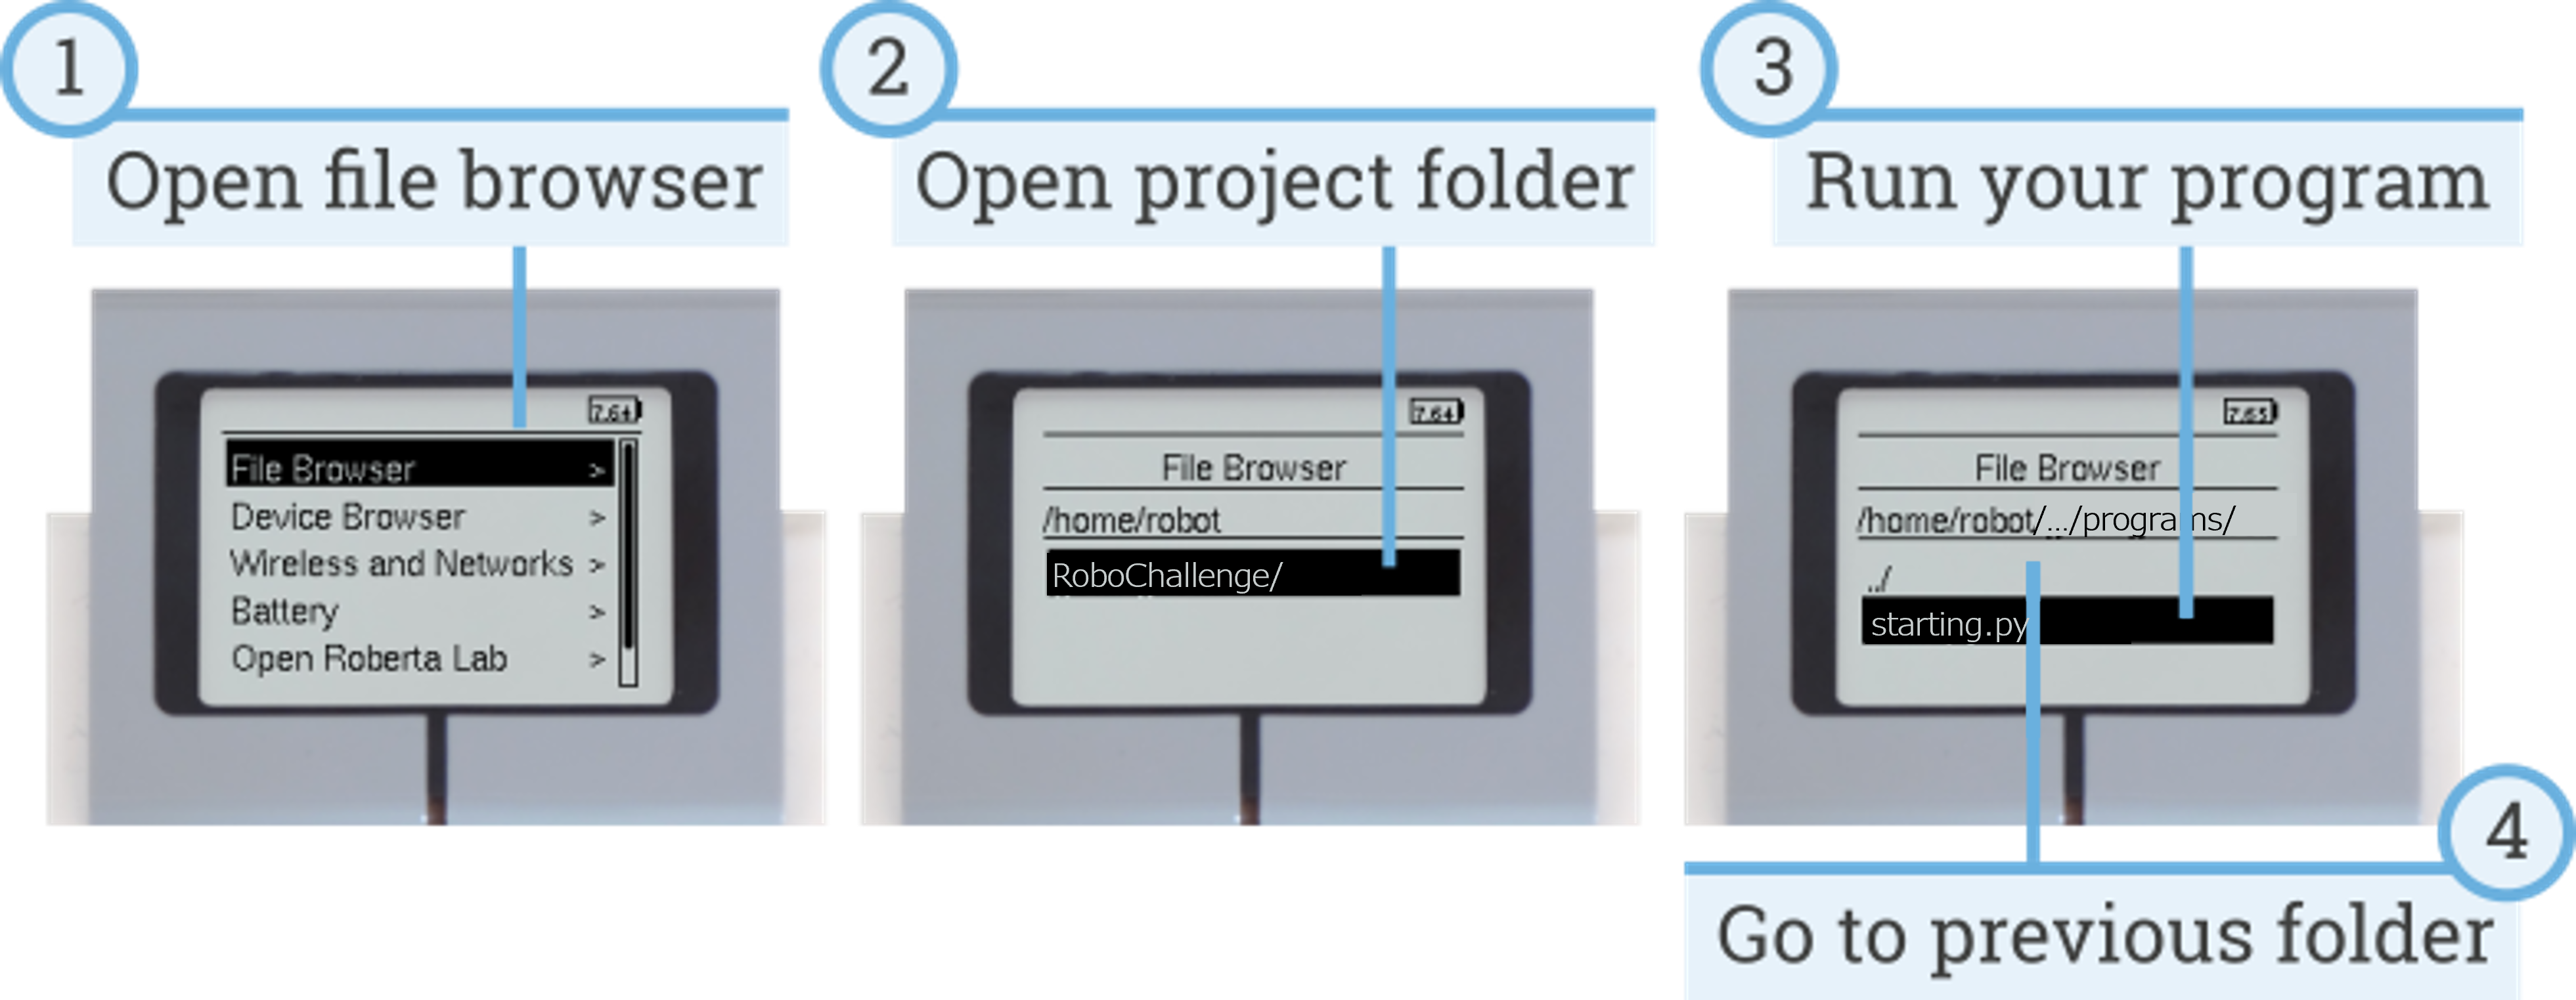 1
Open file browser
7.64
File Browser >
Device Browser >
Wireless and Networks >
Battery >
Open Roberta Lab >
2
Open project folder
7.64
File Browser
/home/robot
RoboChallenge/
3
Run your program
7.65
File Browser
/home/robot/.../programs/
../
starting.py
4
Go to previous folder